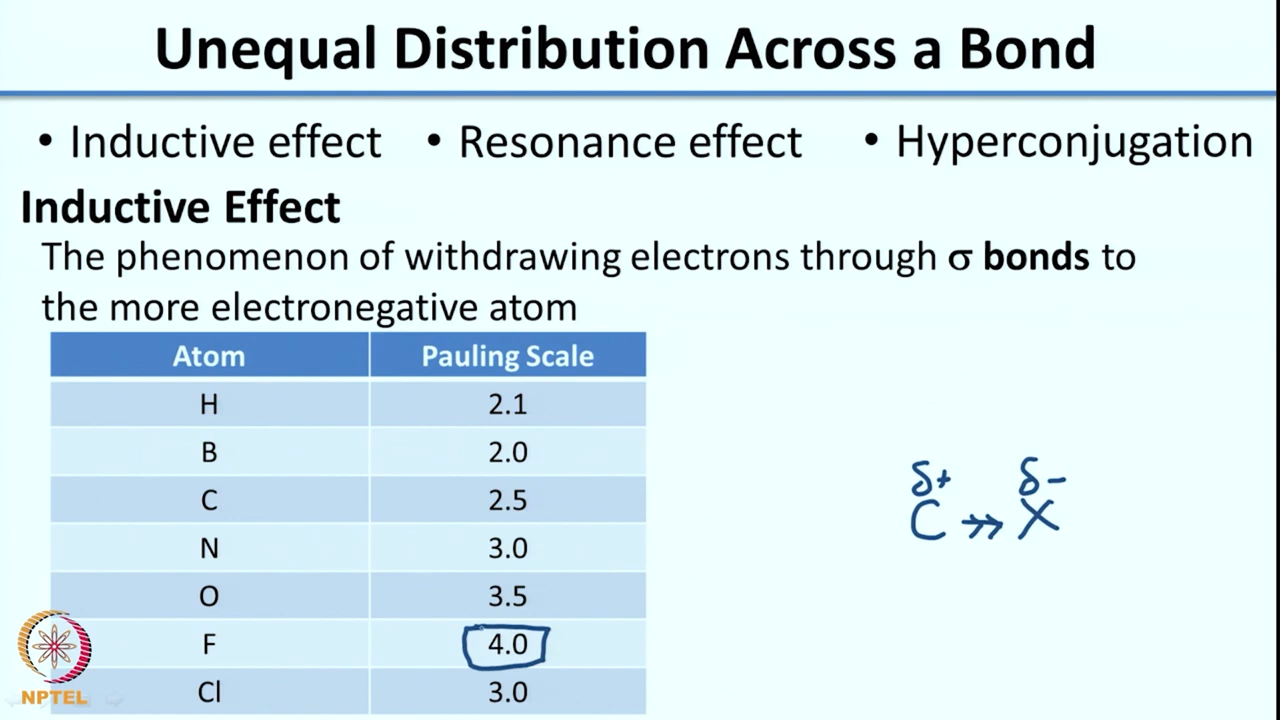 Unequal Distribution Across a Bond
• Inductive effect • Resonance effect • Hyperconjugation
Inductive Effect
The phenomenon of withdrawing electrons through σ bonds to
the more electronegative atom
Atom Pauling Scale
H 2.1
B 2.0
C 2.5
N 3.0
O 3.5
F 4.0
Cl 3.0
δ+ δ-
C ↠ X
NPTEL